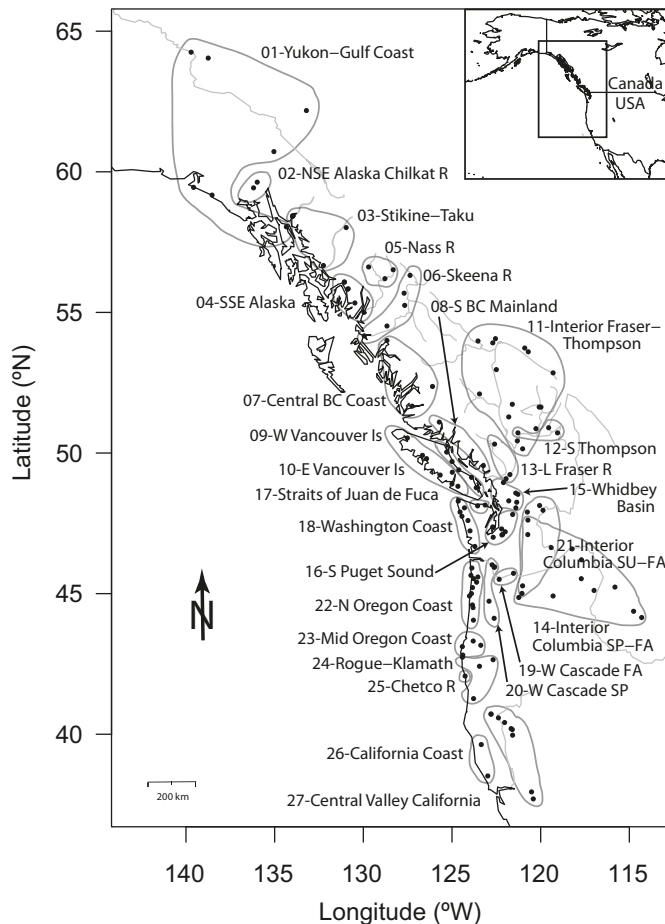 65
60
55
50
45
40
Latitude (ºN)
01-Yukon-Gulf Coast
Canada
USA
02-NSE Alaska Chilkat R
03-Stikine-Taku
05-Nass R
06-Skeena R
04-SSE Alaska
08-S BC Mainland
11-Interior Fraser-
Thompson
07-Central BC Coast
09-W Vancouver Is
12-S Thompson
10-E Vancouver Is
13-L Fraser R
17-Straits of Juan de Fuca
15-Whidbey
Basin
18-Washington Coast
21-Interior
Columbia SU-FA
16-S Puget Sound
N
22-N Oregon Coast
14-Interior
Columbia SP-FA
23-Mid Oregon Coast
19-W Cascade FA
24-Rogue-Klamath
20-W Cascade SP
25-Chetco R
26-California Coast
200 km
27-Central Valley California
140
135
130
125
120
115
Longitude (ºW)